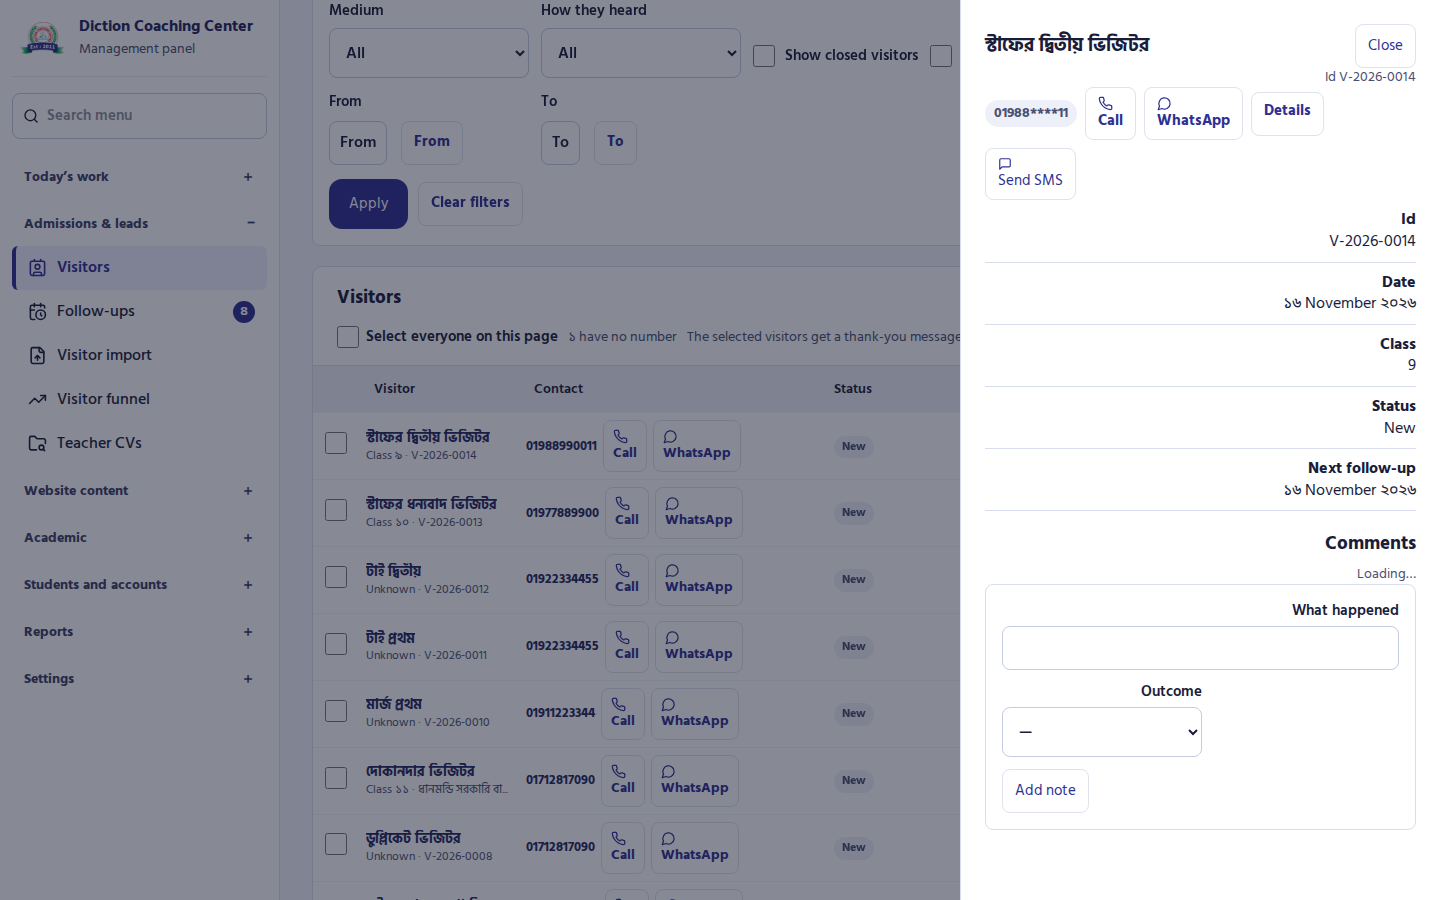 Diction Coaching Center
Management panel
Search menu
Today's work +
Admissions & leads −
Visitors
Follow-ups 8
Visitor import
Visitor funnel
Teacher CVs
Website content +
Academic +
Students and accounts +
Reports +
Settings +
Medium How they heard
All All Show closed visitors
From To
From From To To
Apply Clear filters
Visitors
Select everyone on this page ১ have no number The selected visitors get a thank-you message
Visitor Contact Status
স্টাফের দ্বিতীয় ভিজিটর
Class ৯ · V-2026-0014
01988990011 Call WhatsApp New
স্টাফের ধন্যবাদ ভিজিটর
Class ১০ · V-2026-0013
01977889900 Call WhatsApp New
টাই দ্বিতীয়
Unknown · V-2026-0012
01922334455 Call WhatsApp New
টাই প্রথম
Unknown · V-2026-0011
01922334455 Call WhatsApp New
মার্জ প্রথম
Unknown · V-2026-0010
01911223344 Call WhatsApp New
দোকানদার ভিজিটর
Class ১১ · ধানমন্ডি সরকারি বা...
01712817090 Call WhatsApp New
ডুপ্লিকেট ভিজিটর
Unknown · V-2026-0008
01712817090 Call WhatsApp New
স্টাফের দ্বিতীয় ভিজিটর
Close
Id V-2026-0014
01988****11 Call WhatsApp Details
Send SMS
Id
V-2026-0014
Date
১৬ November ২০২৬
Class
9
Status
New
Next follow-up
১৬ November ২০২৬
Comments
Loading...
What happened
Outcome
—
Add note